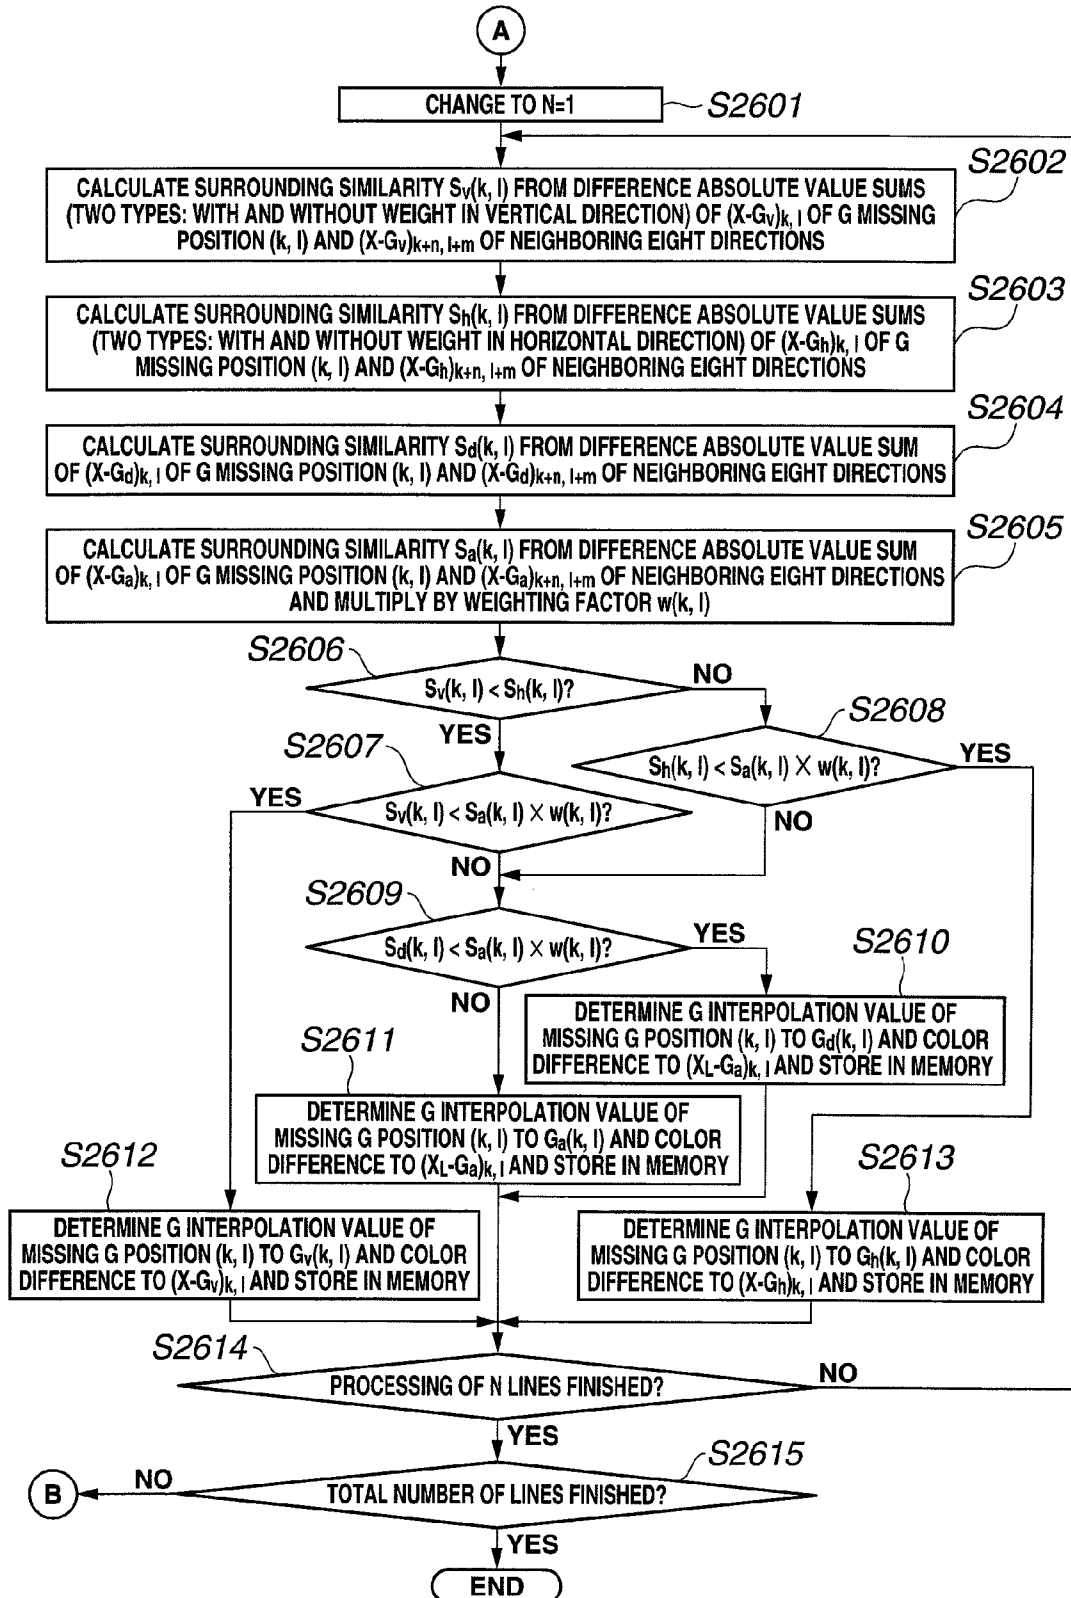 A
CHANGE TO N=1
S2601
S2602
CALCULATE SURROUNDING SIMILARITY Sv(k, l) FROM DIFFERENCE ABSOLUTE VALUE SUMS
(TWO TYPES: WITH AND WITHOUT WEIGHT IN VERTICAL DIRECTION) OF (X-Gv)k, l OF G MISSING
POSITION (k, l) AND (X-Gv)k+n, l+m OF NEIGHBORING EIGHT DIRECTIONS
S2603
CALCULATE SURROUNDING SIMILARITY Sh(k, l) FROM DIFFERENCE ABSOLUTE VALUE SUMS
(TWO TYPES: WITH AND WITHOUT WEIGHT IN HORIZONTAL DIRECTION) OF (X-Gh)k, l OF G
MISSING POSITION (k, l) AND (X-Gh)k+n, l+m OF NEIGHBORING EIGHT DIRECTIONS
S2604
CALCULATE SURROUNDING SIMILARITY Sd(k, l) FROM DIFFERENCE ABSOLUTE VALUE SUM
OF (X-Gd)k, l OF G MISSING POSITION (k, l) AND (X-Gd)k+n, l+m OF NEIGHBORING EIGHT DIRECTIONS
S2605
CALCULATE SURROUNDING SIMILARITY Sa(k, l) FROM DIFFERENCE ABSOLUTE VALUE SUM
OF (X-Ga)k, l OF G MISSING POSITION (k, l) AND (X-Ga)k+n, l+m OF NEIGHBORING EIGHT DIRECTIONS
AND MULTIPLY BY WEIGHTING FACTOR w(k, l)
S2606
Sv(k, l) < Sh(k, l)?
NO
YES
S2608
Sh(k, l) < Sa(k, l) X w(k, l)?
YES
NO
S2607
Sv(k, l) < Sa(k, l) X w(k, l)?
YES
NO
S2609
Sd(k, l) < Sa(k, l) X w(k, l)?
YES
NO
S2610
DETERMINE G INTERPOLATION VALUE OF
MISSING G POSITION (k, l) TO Gd(k, l) AND COLOR
DIFFERENCE TO (XL-Ga)k, l AND STORE IN MEMORY
S2611
DETERMINE G INTERPOLATION VALUE OF
MISSING G POSITION (k, l) TO Ga(k, l) AND COLOR
DIFFERENCE TO (XL-Ga)k, l AND STORE IN MEMORY
S2612
DETERMINE G INTERPOLATION VALUE OF
MISSING G POSITION (k, l) TO Gv(k, l) AND COLOR
DIFFERENCE TO (X-Gv)k, l AND STORE IN MEMORY
S2613
DETERMINE G INTERPOLATION VALUE OF
MISSING G POSITION (k, l) TO Gh(k, l) AND COLOR
DIFFERENCE TO (X-Gh)k, l AND STORE IN MEMORY
S2614
PROCESSING OF N LINES FINISHED?
NO
YES
S2615
TOTAL NUMBER OF LINES FINISHED?
NO
B
YES
END